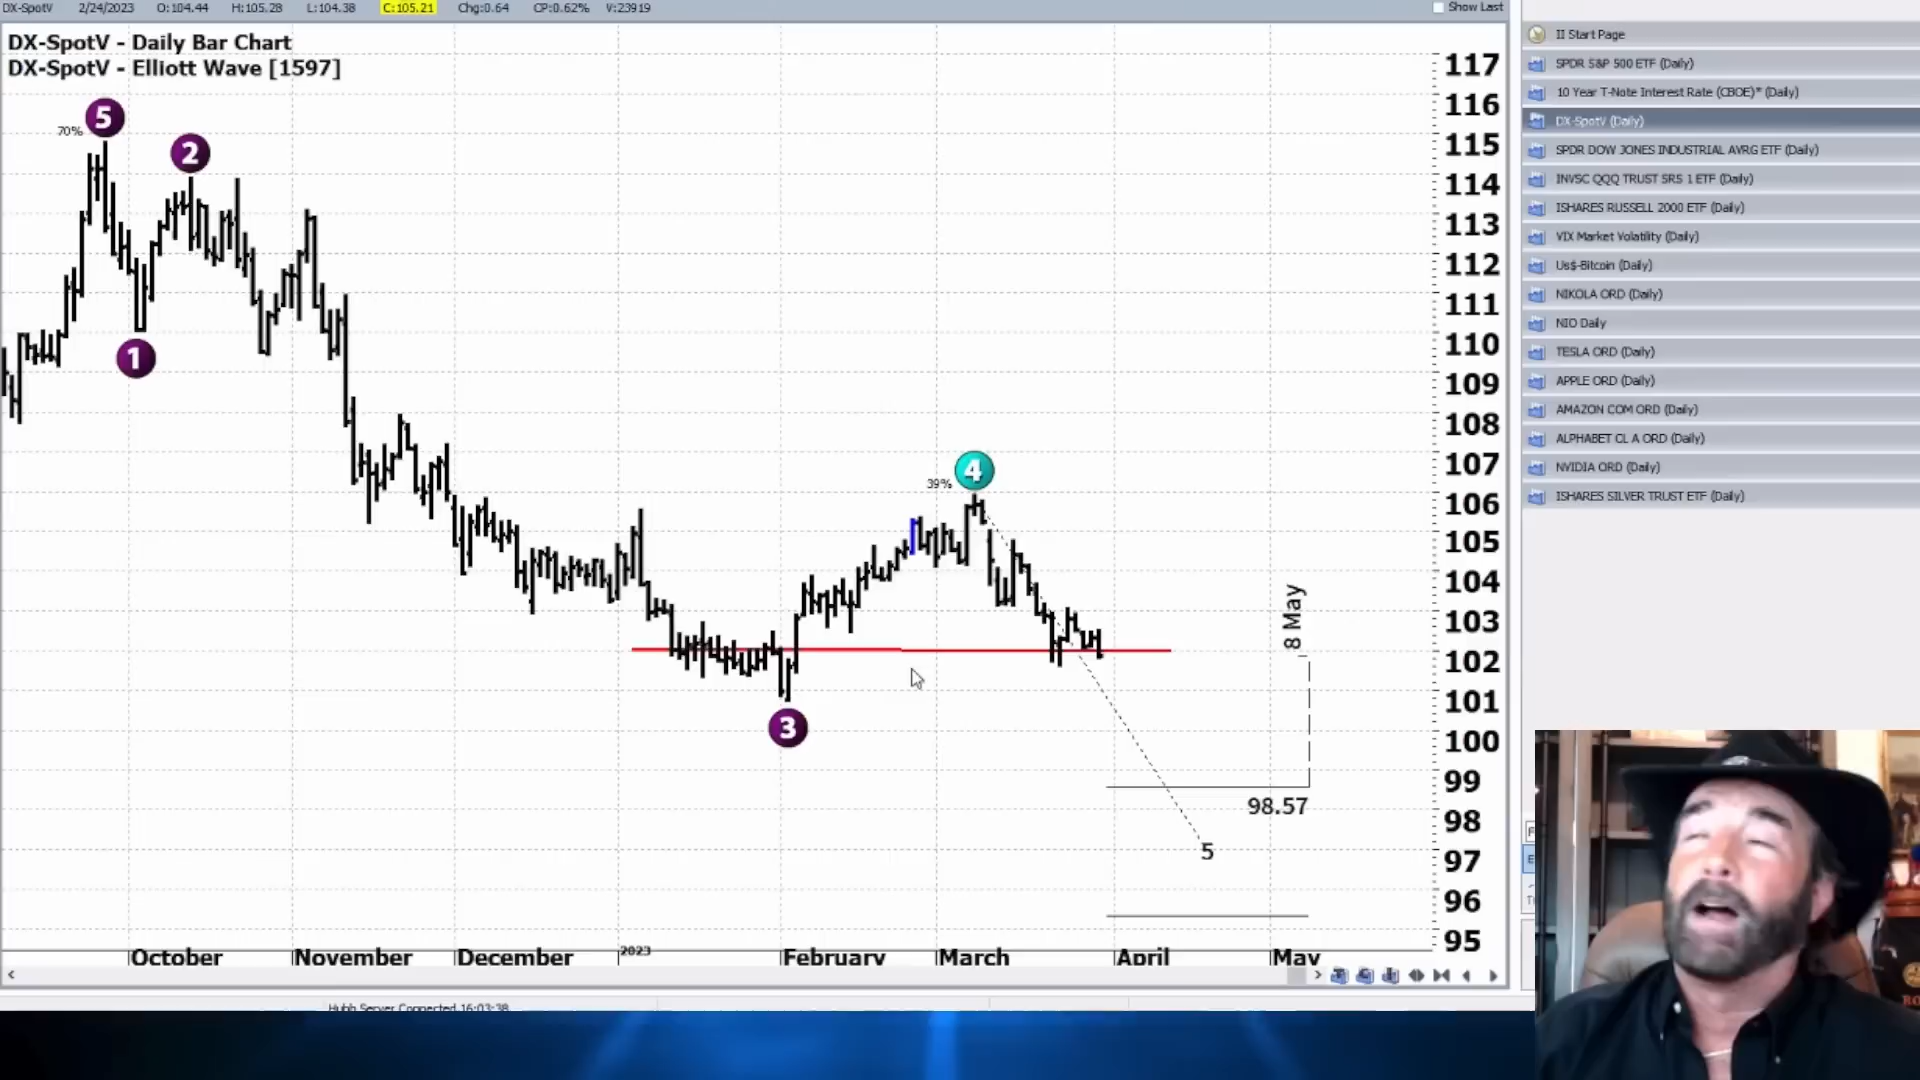 DX-SpotV 2/24/2023 O:104.44 H:105.28 L:104.38 C:105.21 Chg:0.64 CP:0.62% V:23919 Show Last
DX-SpotV - Daily Bar Chart
DX-SpotV - Elliott Wave [1597]
5
70%
2
1
3
4
39%
8 May
98.57
5
117
116
115
114
113
112
111
110
109
108
107
106
105
104
103
102
101
100
99
98
97
96
95
October November December 2023 February March April May
Hubb Server Connected 16:03:38
II Start Page
SPDR S&P 500 ETF (Daily)
10 Year T-Note Interest Rate (CBOE)* (Daily)
DX-SpotV (Daily)
SPDR DOW JONES INDUSTRIAL AVRG ETF (Daily)
INVSC QQQ TRUST SRS 1 ETF (Daily)
ISHARES RUSSELL 2000 ETF (Daily)
VIX Market Volatility (Daily)
Us$-Bitcoin (Daily)
NIKOLA ORD (Daily)
NIO Daily
TESLA ORD (Daily)
APPLE ORD (Daily)
AMAZON COM ORD (Daily)
ALPHABET CL A ORD (Daily)
NVIDIA ORD (Daily)
ISHARES SILVER TRUST ETF (Daily)